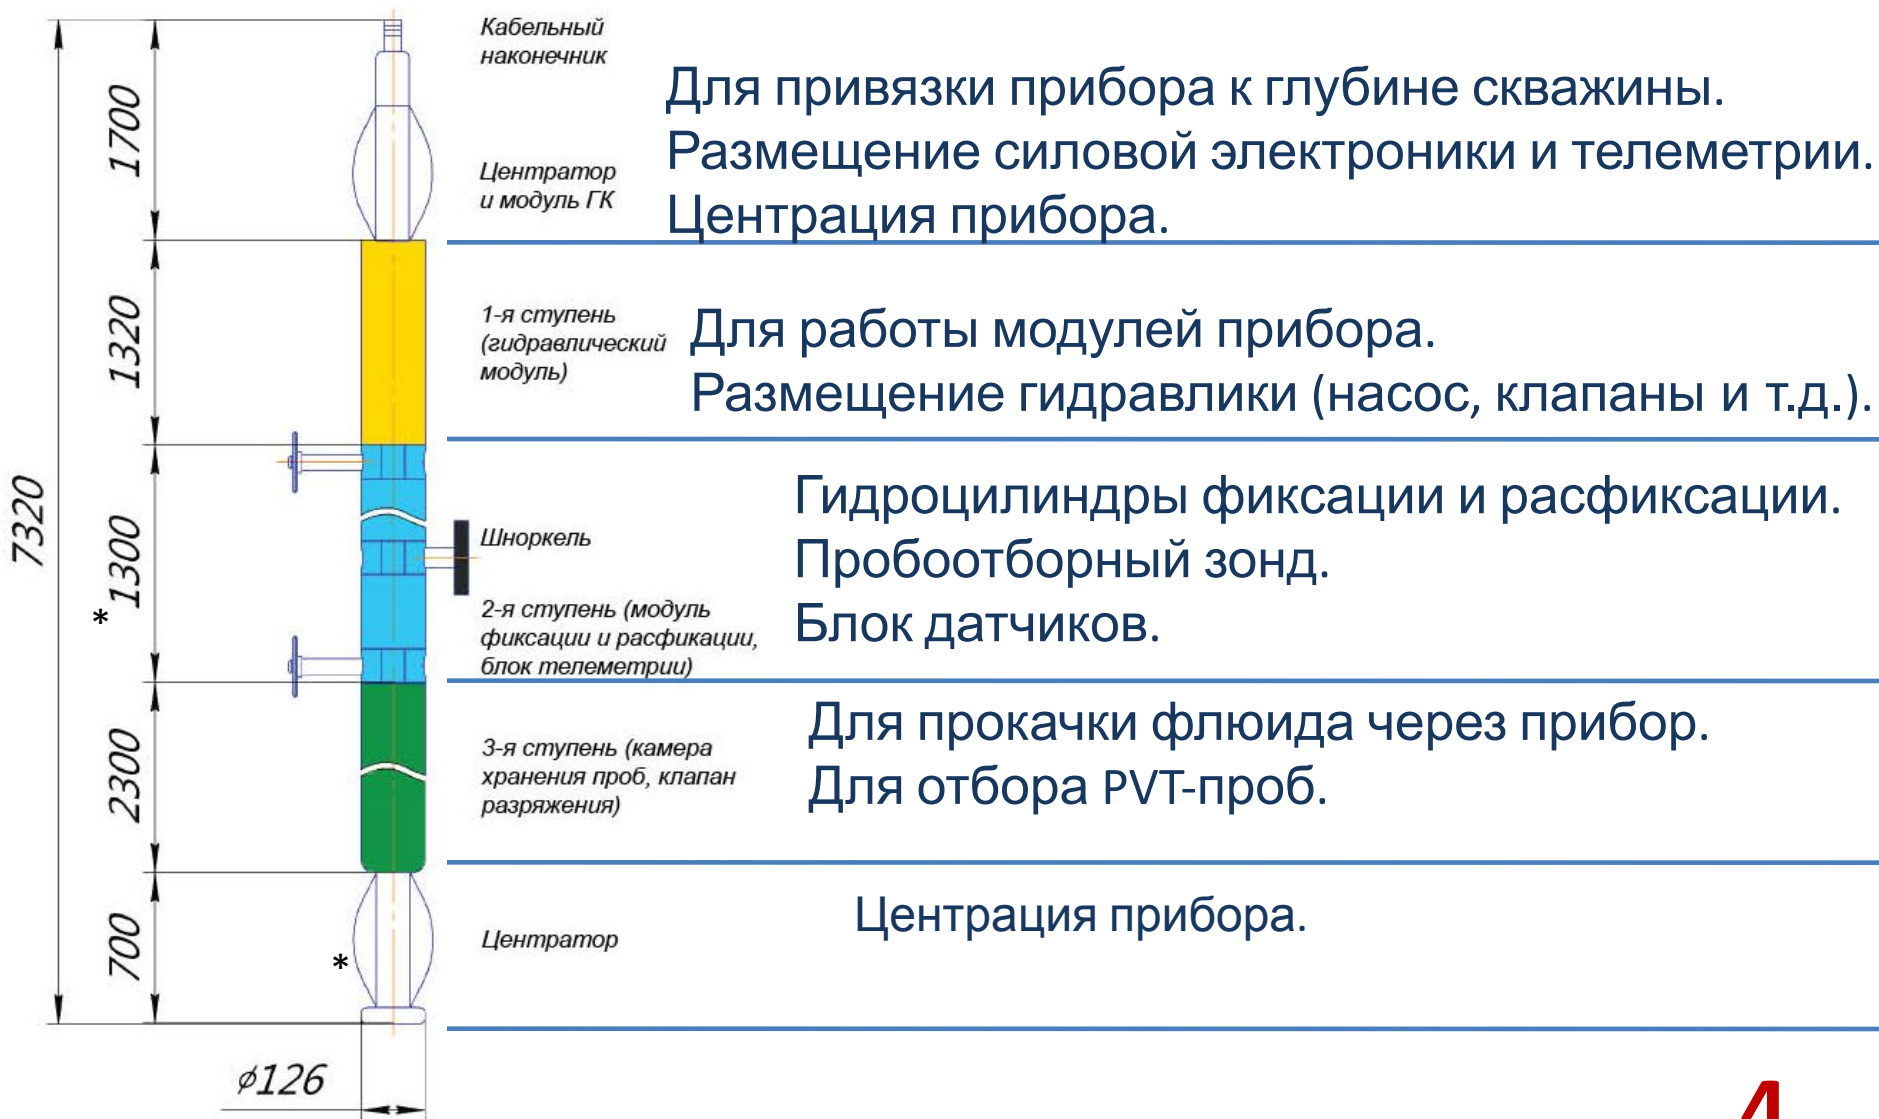 Кабельный
наконечник
Для привязки прибора к глубине скважины.
Размещение силовой электроники и телеметрии.
Центрация прибора.
Центратор
и модуль ГК
1700
1-я ступень
(гидравлический
модуль)
Для работы модулей прибора.
Размещение гидравлики (насос, клапаны и т.д.).
1320
7320
Гидроцилиндры фиксации и расфиксации.
Пробоотборный зонд.
Блок датчиков.
Шноркель
2-я ступень (модуль
фиксации и расфикации,
блок телеметрии)
1300
*
Для прокачки флюида через прибор.
Для отбора PVT-проб.
3-я ступень (камера
хранения проб, клапан
разряжения)
2300
Центрация прибора.
Центратор
700
*
⌀126
4